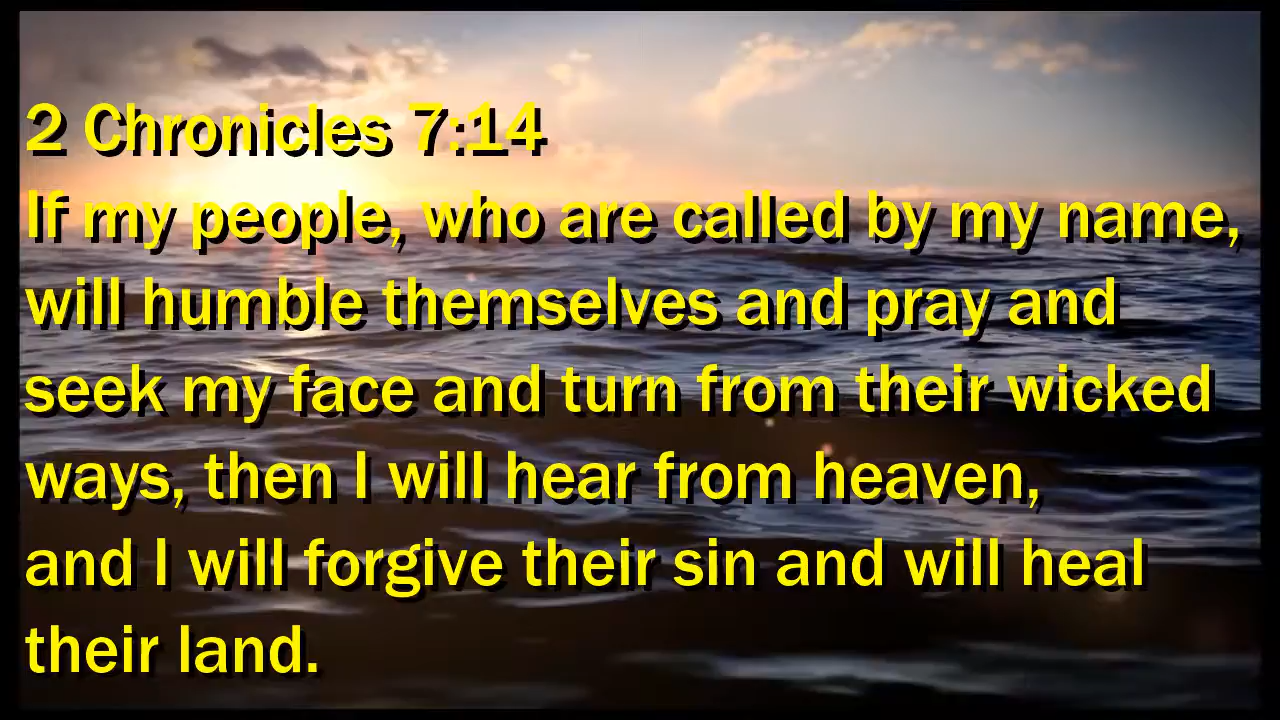 2 Chronicles 7:14
If my people, who are called by my name,
will humble themselves and pray and
seek my face and turn from their wicked
ways, then I will hear from heaven,
and I will forgive their sin and will heal
their land.